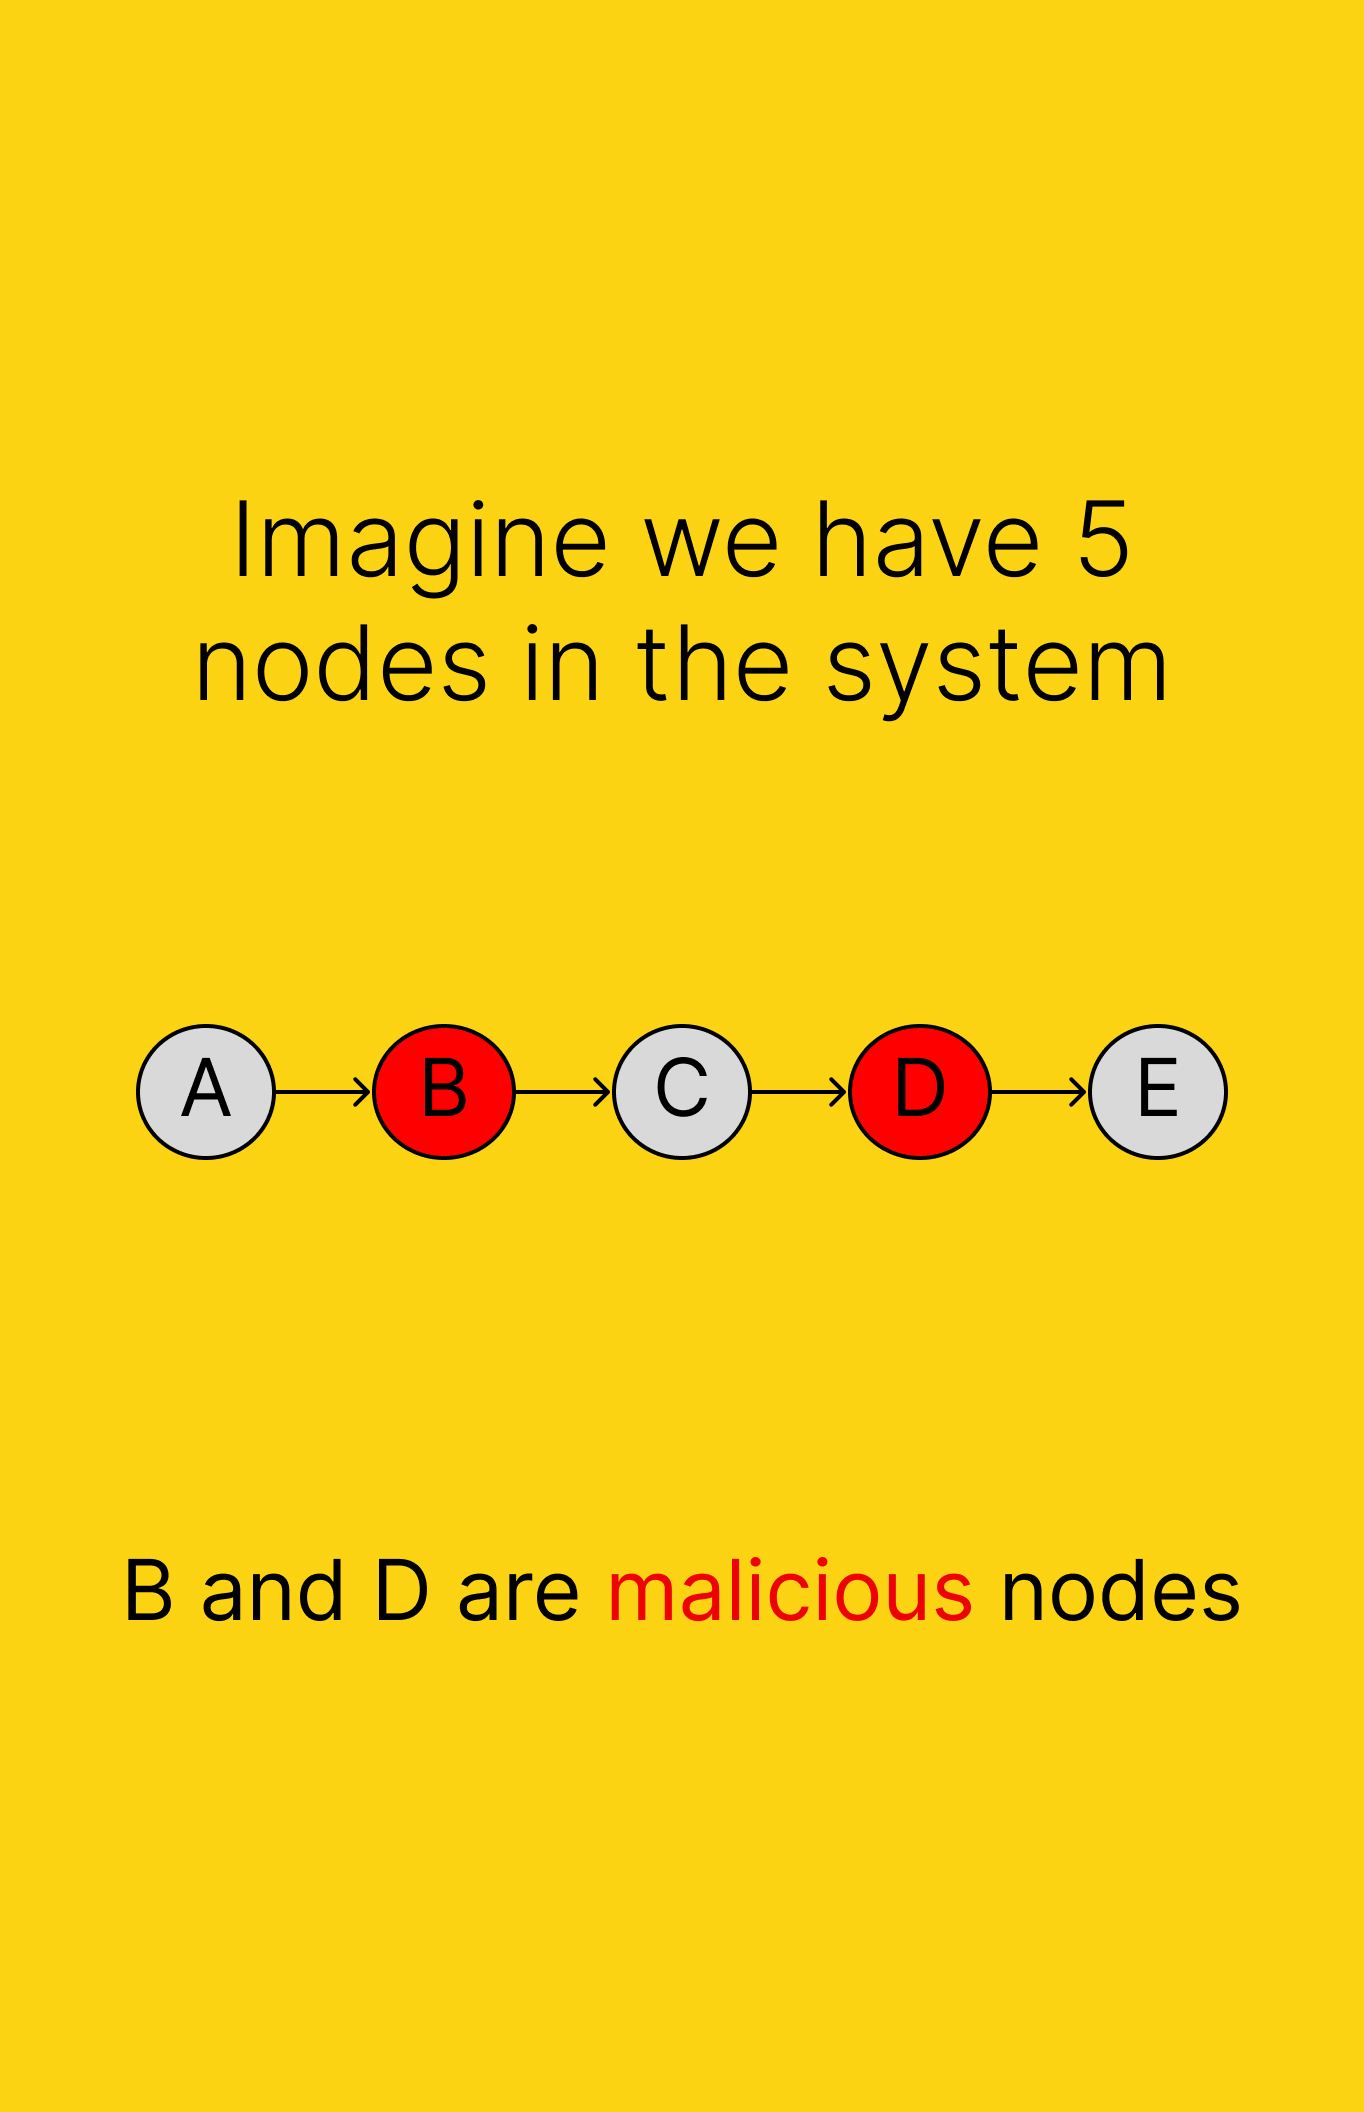 Imagine we have 5
nodes in the system
A B C D E
B and D are malicious nodes